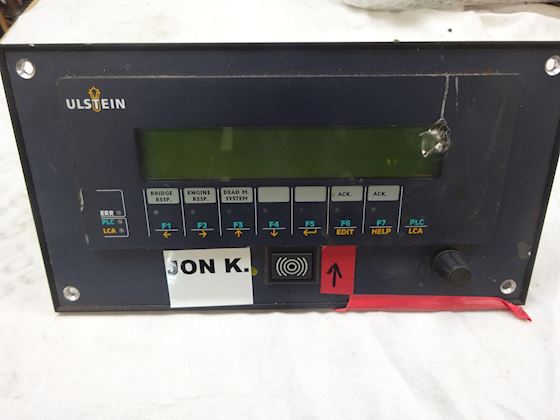 ULSTEIN
BRIDGE RESP.
ENGINE RESP.
DEAD M. SYSTEM
ACK.
ACK.
ERR
PLC
LCA
F1
F2
F3
F4
F5
F6
EDIT
F7
HELP
PLC
LCA
JON K.